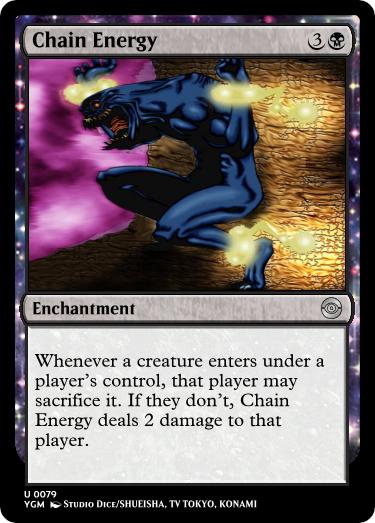 Chain Energy 3
Enchantment
Whenever a creature enters under a
player's control, that player may
sacrifice it. If they don't, Chain
Energy deals 2 damage to that
player.
U 0079
YGM Studio Dice/SHUEISHA, TV TOKYO, KONAMI